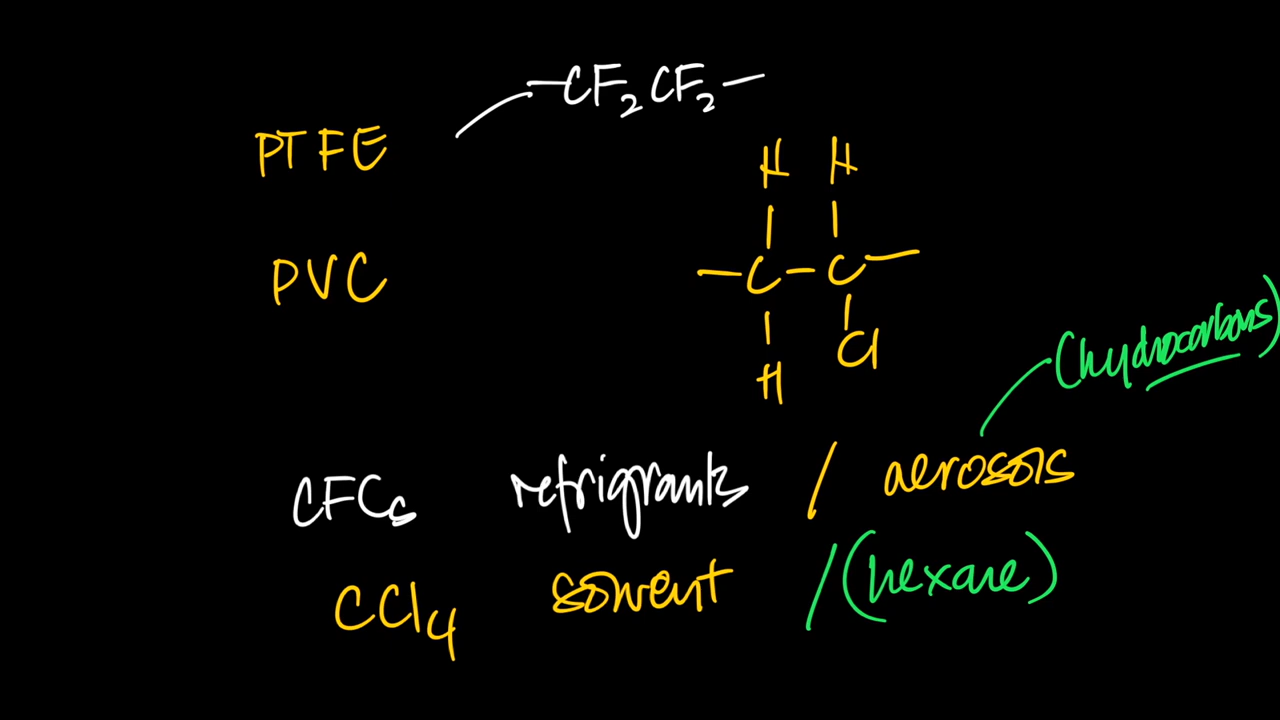 —CF₂CF₂—
PTFE
H H
PVC —C—C—
H Cl
(hydrocarbons)
CFCs refrigrants / aerosols
CCl₄ solvent / (hexane)